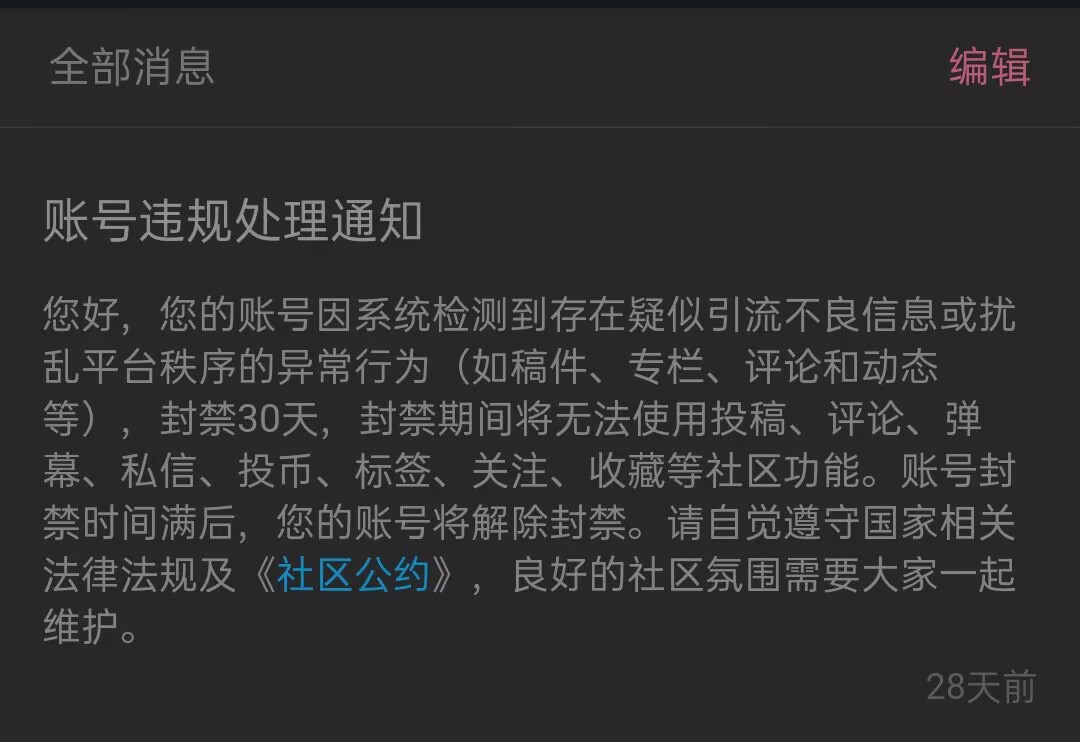 全部消息
编辑
账号违规处理通知
您好，您的账号因系统检测到存在疑似引流不良信息或扰
乱平台秩序的异常行为（如稿件、专栏、评论和动态
等），封禁30天，封禁期间将无法使用投稿、评论、弹
幕、私信、投币、标签、关注、收藏等社区功能。账号封
禁时间满后，您的账号将解除封禁。请自觉遵守国家相关
法律法规及《社区公约》，良好的社区氛围需要大家一起
维护。
28天前